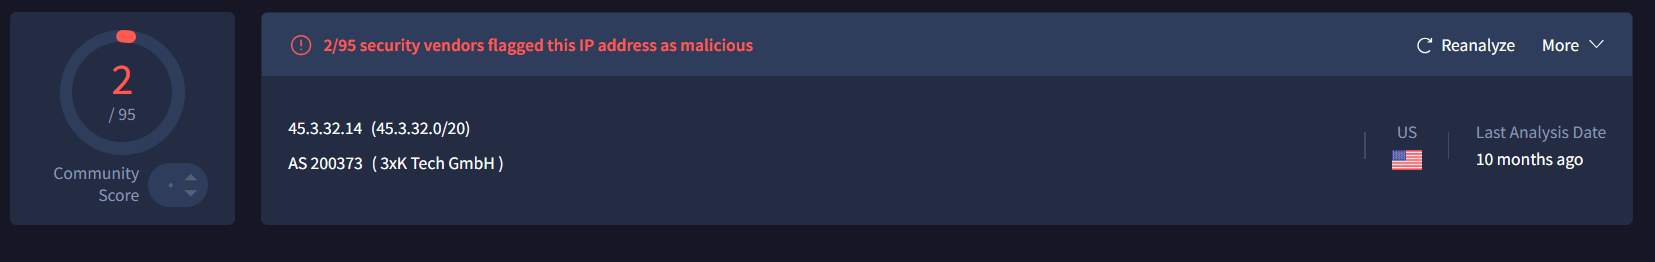 2
/ 95
Community
Score
2/95 security vendors flagged this IP address as malicious
Reanalyze
More
45.3.32.14 (45.3.32.0/20)
AS 200373 ( 3xK Tech GmbH )
US
Last Analysis Date
10 months ago